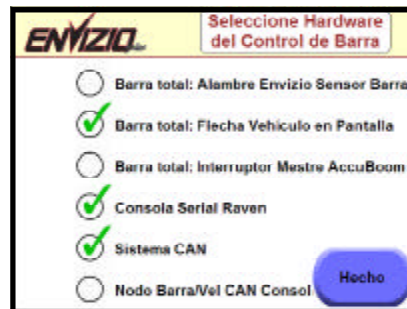 ENVIZIO
Seleccione Hardware
del Control de Barra
Barra total: Alambre Envizio Sensor Barra
Barra total: Flecha Vehículo en Pantalla
Barra total: Interruptor Mestre AccuBoom
Consola Serial Raven
Sistema CAN
Nodo Barra/Vel CAN Consol
Hecho